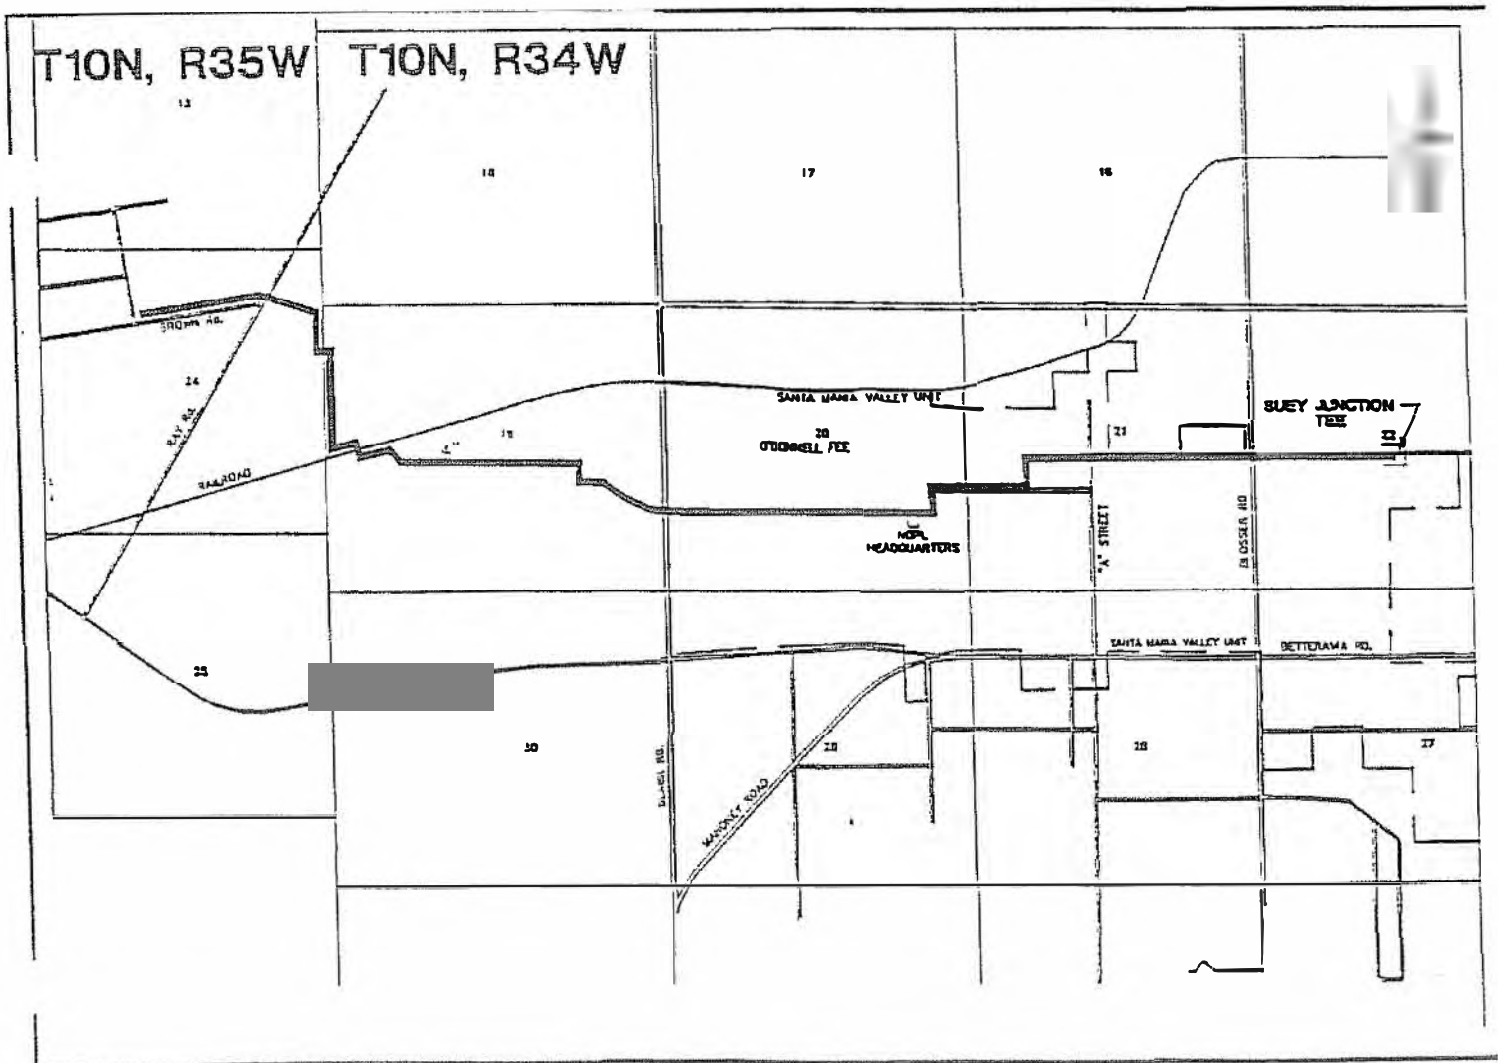 T10N, R35W T10N, R34W
13
18
17
16
BROWN RD.
24
RAY RD.
RAILROAD
19
SANTA MARIA VALLEY UNIT
20
O'DONNELL FEE
21
SUEY JUNCTION
TEE
22
HEADQUARTERS
"A" STREET
BLOSSER RD
SANTA MARIA VALLEY UNIT
BETTERAVIA RD.
25
30
29
28
27
MAHONEY ROAD